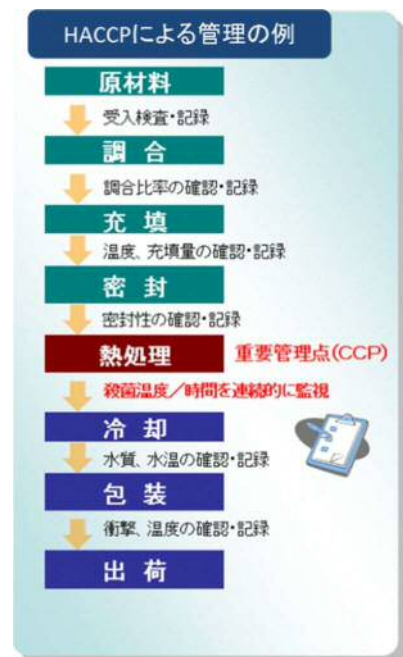 HACCPによる管理の例
原材料
受入検査・記録
調 合
調合比率の確認・記録
充 填
温度、充填量の確認・記録
密 封
密封性の確認・記録
熱処理 重要管理点(CCP)
殺菌温度／時間を連続的に監視
冷 却
水質、水温の確認・記録
包 装
衝撃、温度の確認・記録
出 荷